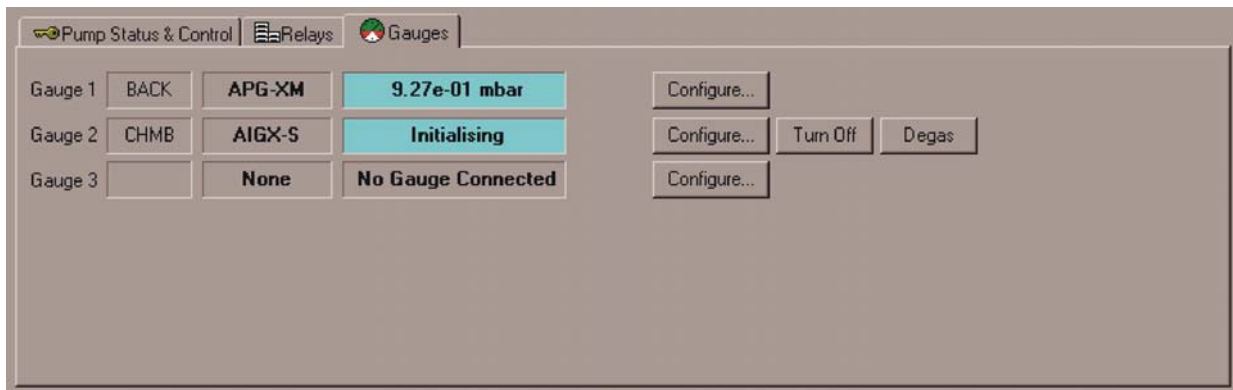 Pump Status & Control Relays Gauges
Gauge 1 BACK APG-XM 9.27e-01 mbar Configure...
Gauge 2 CHMB AIGX-S Initialising Configure... Turn Off Degas
Gauge 3 None No Gauge Connected Configure...